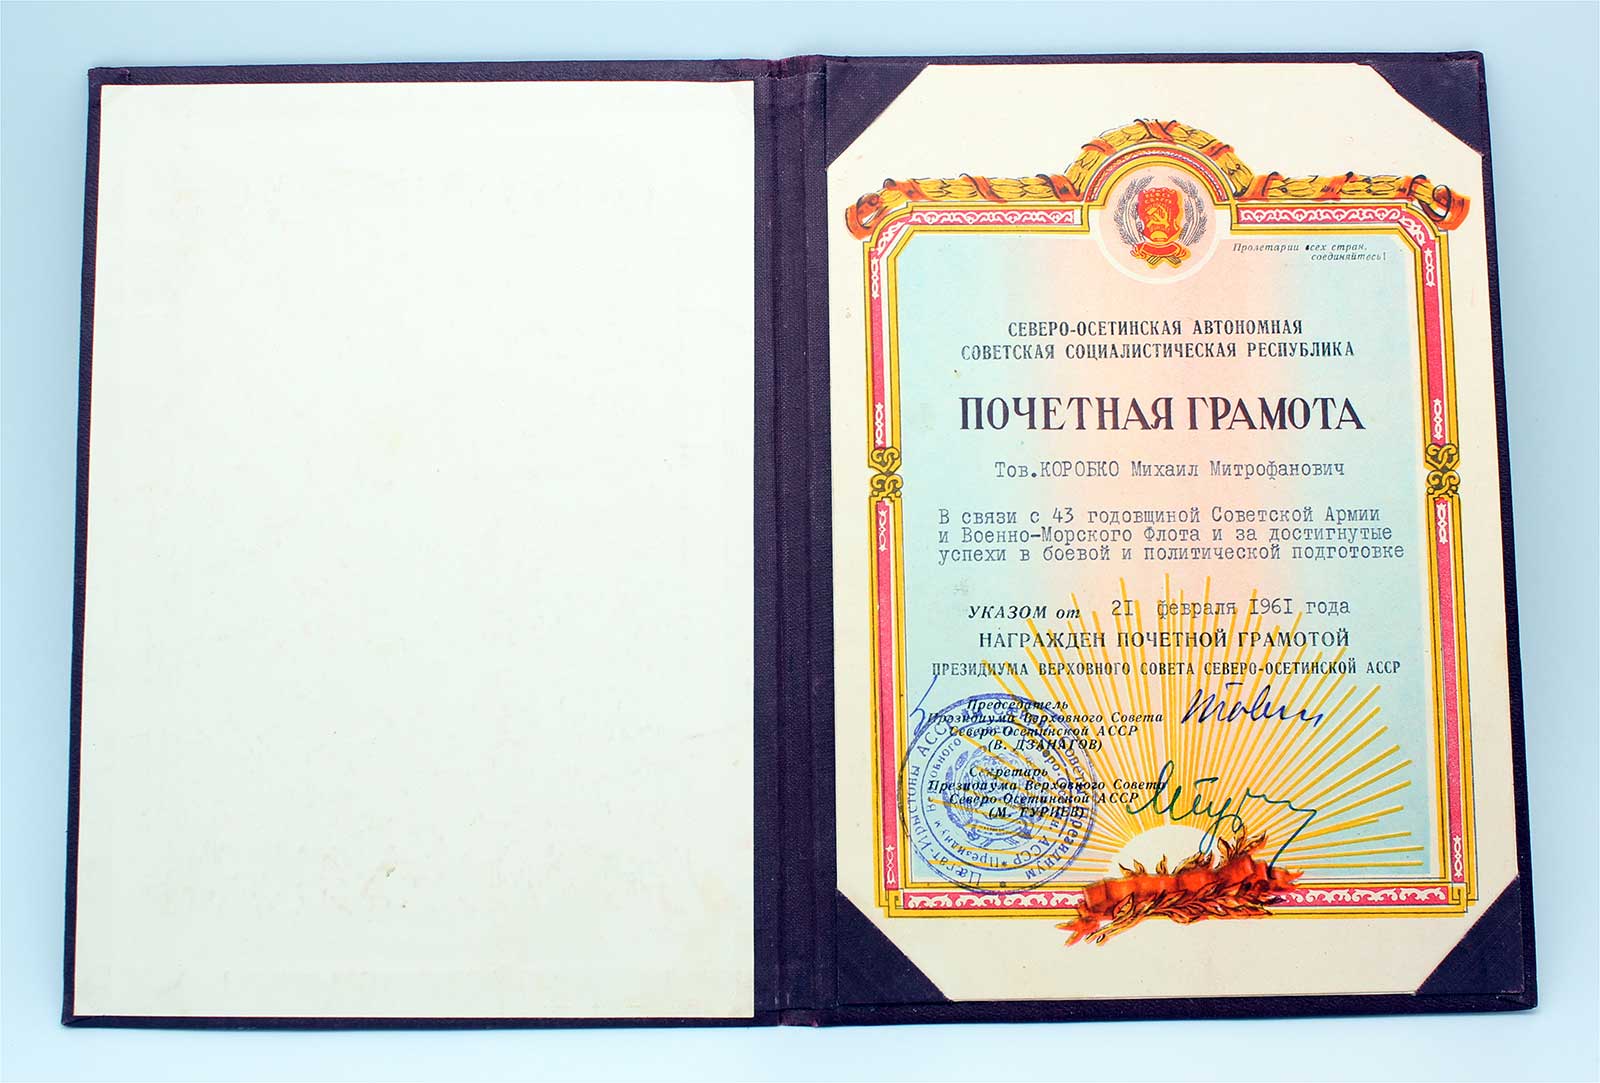 Пролетарии всех стран,
соединяйтесь!
СЕВЕРО-ОСЕТИНСКАЯ АВТОНОМНАЯ
СОВЕТСКАЯ СОЦИАЛИСТИЧЕСКАЯ РЕСПУБЛИКА
ПОЧЕТНАЯ ГРАМОТА
Тов.КОРОБКО Михаил Митрофанович
В связи с 43 годовщиной Советской Армии
и Военно-Морского Флота и за достигнутые
успехи в боевой и политической подготовке
УКАЗОМ от 21 февраля 1961 года
НАГРАЖДЕН ПОЧЕТНОЙ ГРАМОТОЙ
ПРЕЗИДИУМА ВЕРХОВНОГО СОВЕТА СЕВЕРО-ОСЕТИНСКОЙ АССР
Председатель
Президиума Верховного Совета
Северо-Осетинской АССР
(В. ДЗАНАГОВ)
Секретарь
Президиума Верховного Совета
Северо-Осетинской АССР
(М. ГУРИЕВ)